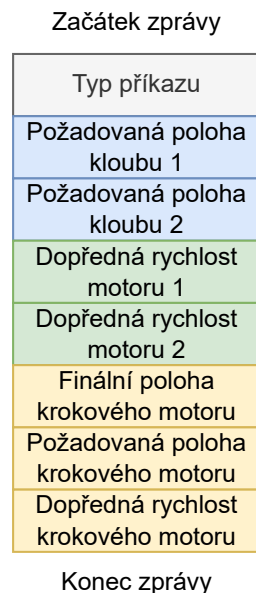 Začátek zprávy
Typ příkazu
Požadovaná poloha
kloubu 1
Požadovaná poloha
kloubu 2
Dopředná rychlost
motoru 1
Dopředná rychlost
motoru 2
Finální poloha
krokového motoru
Požadovaná poloha
krokového motoru
Dopředná rychlost
krokového motoru
Konec zprávy